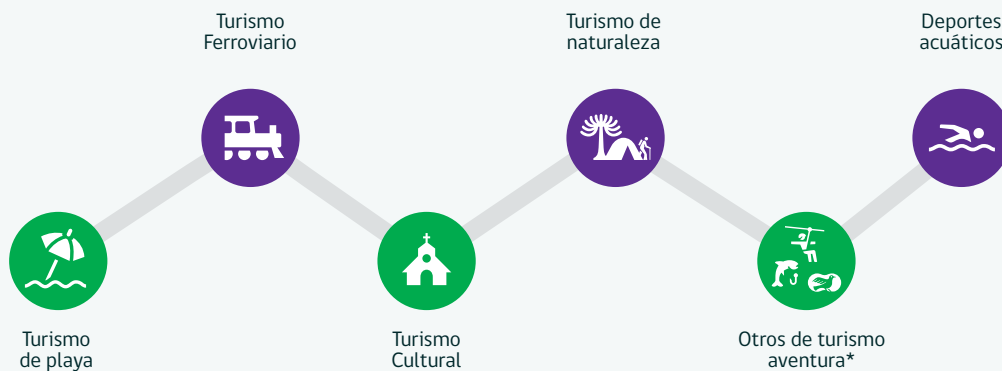 Turismo
Ferroviario
Turismo de
naturaleza
Deportes
acuáticos
Turismo
de playa
Turismo
Cultural
Otros de turismo
aventura*